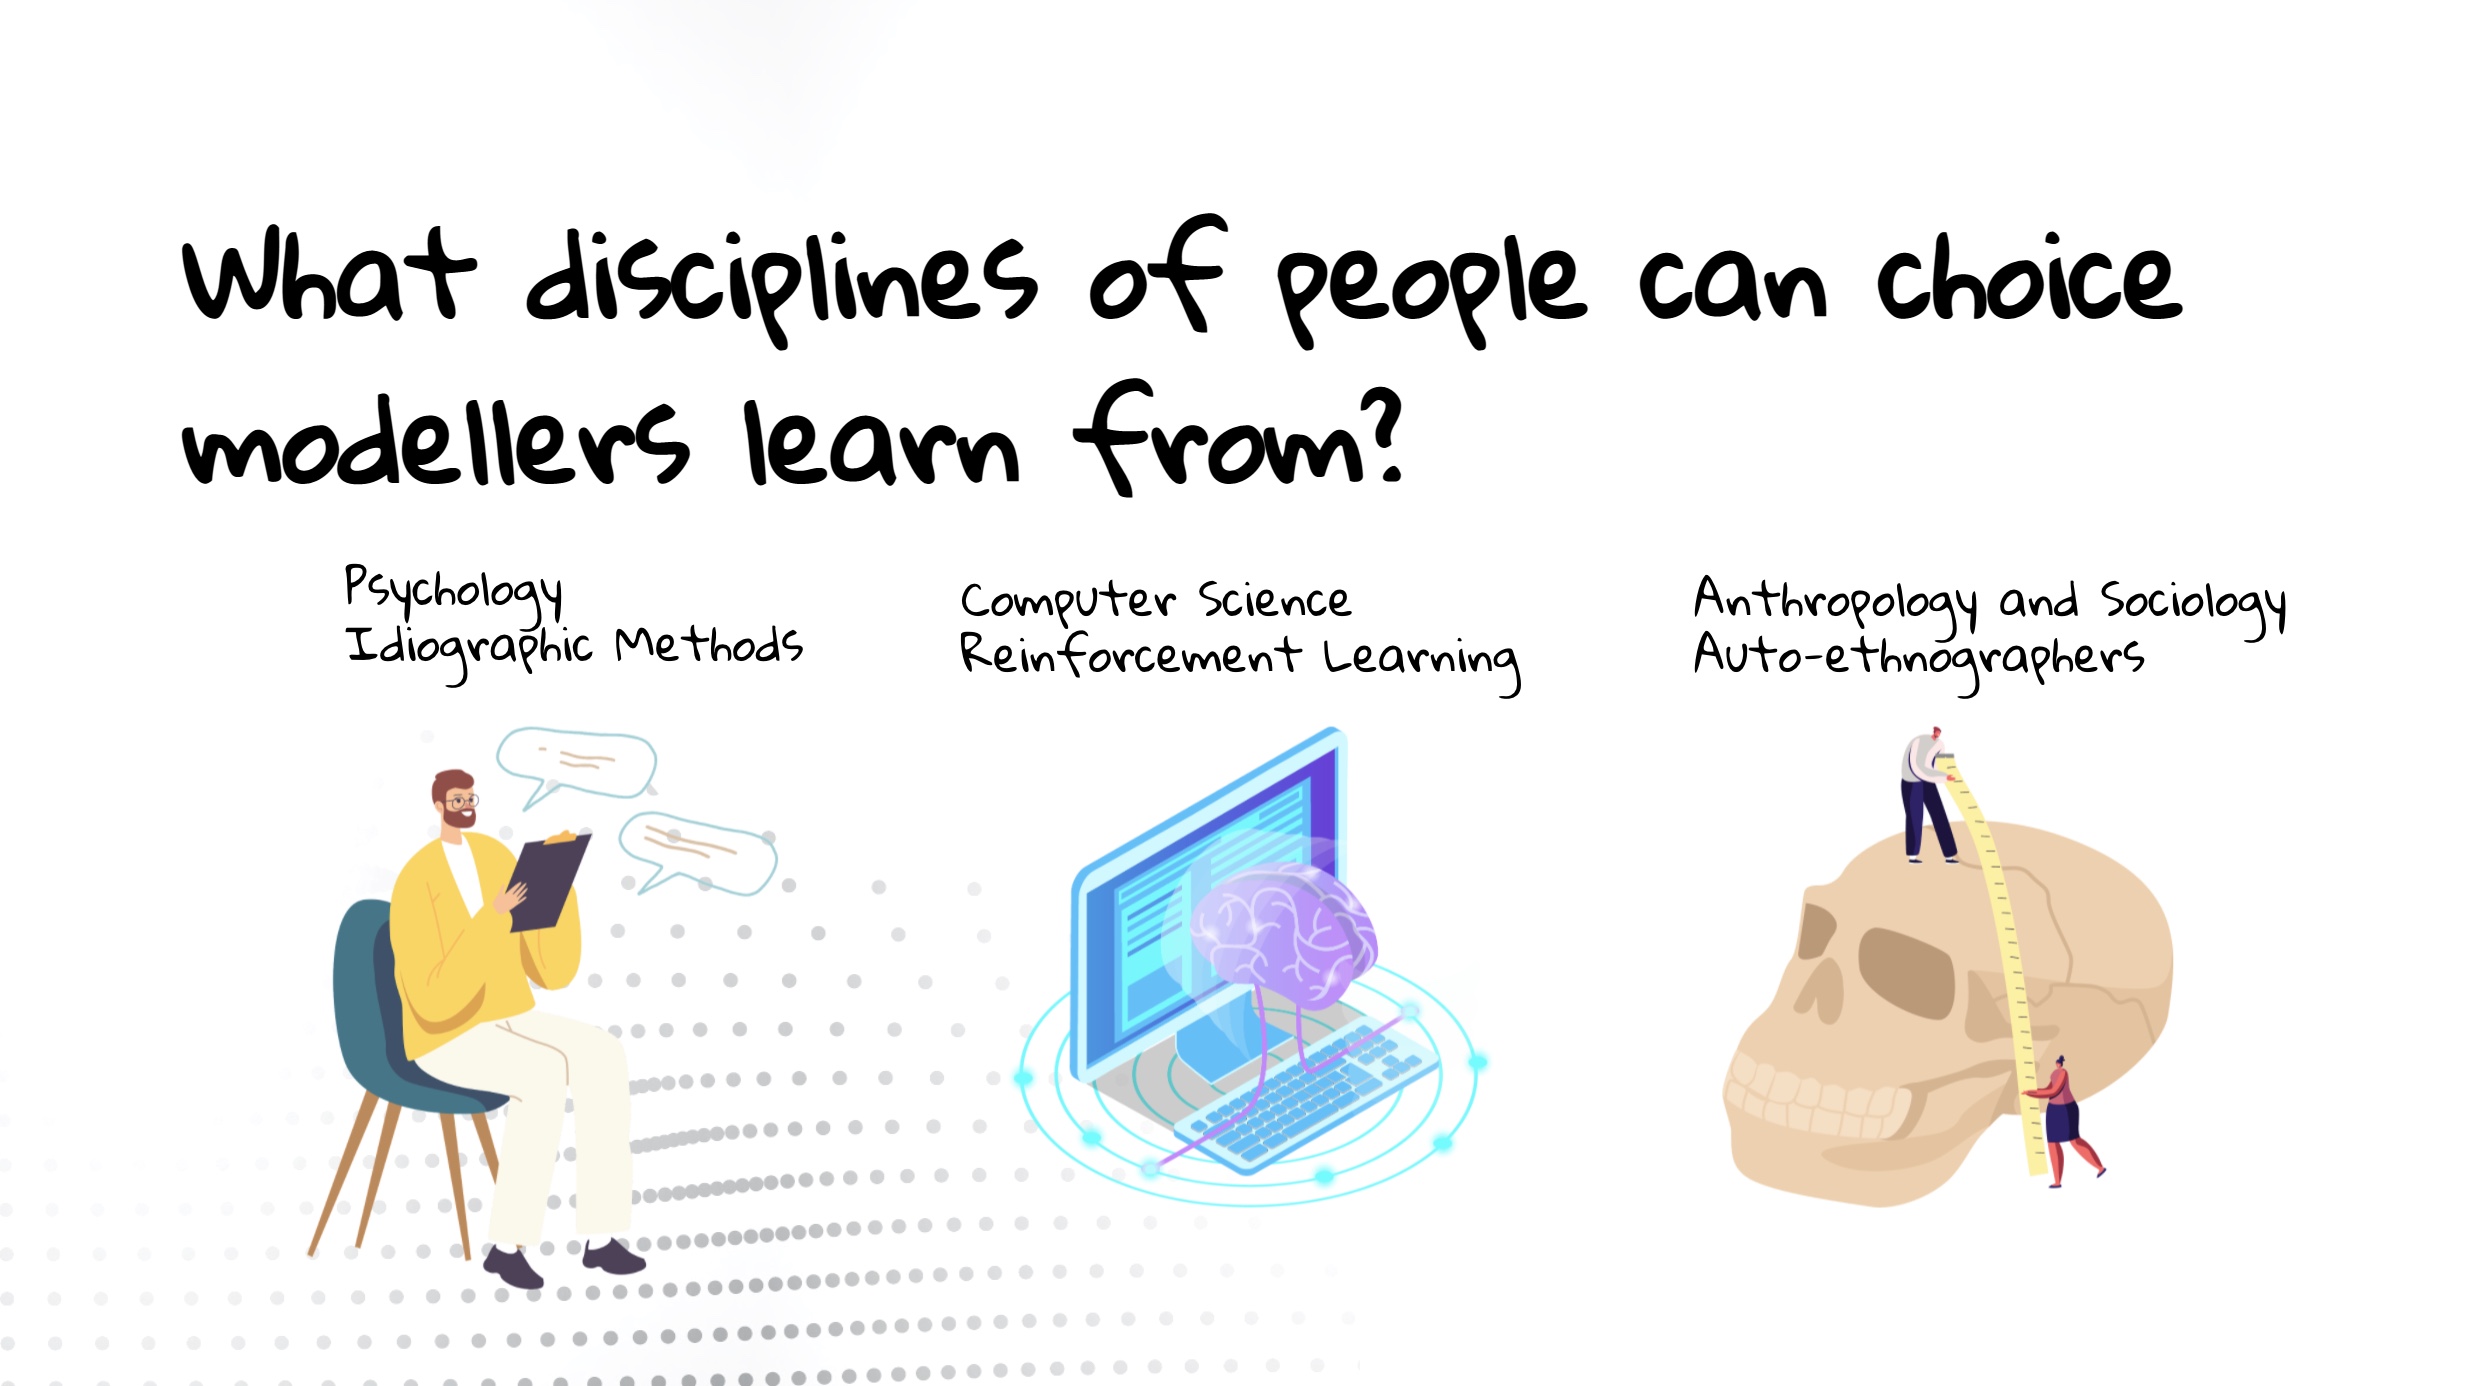 What disciplines of people can choice
modellers learn from?
Psychology
Idiographic Methods
Computer Science
Reinforcement Learning
Anthropology and Sociology
Auto-ethnographers